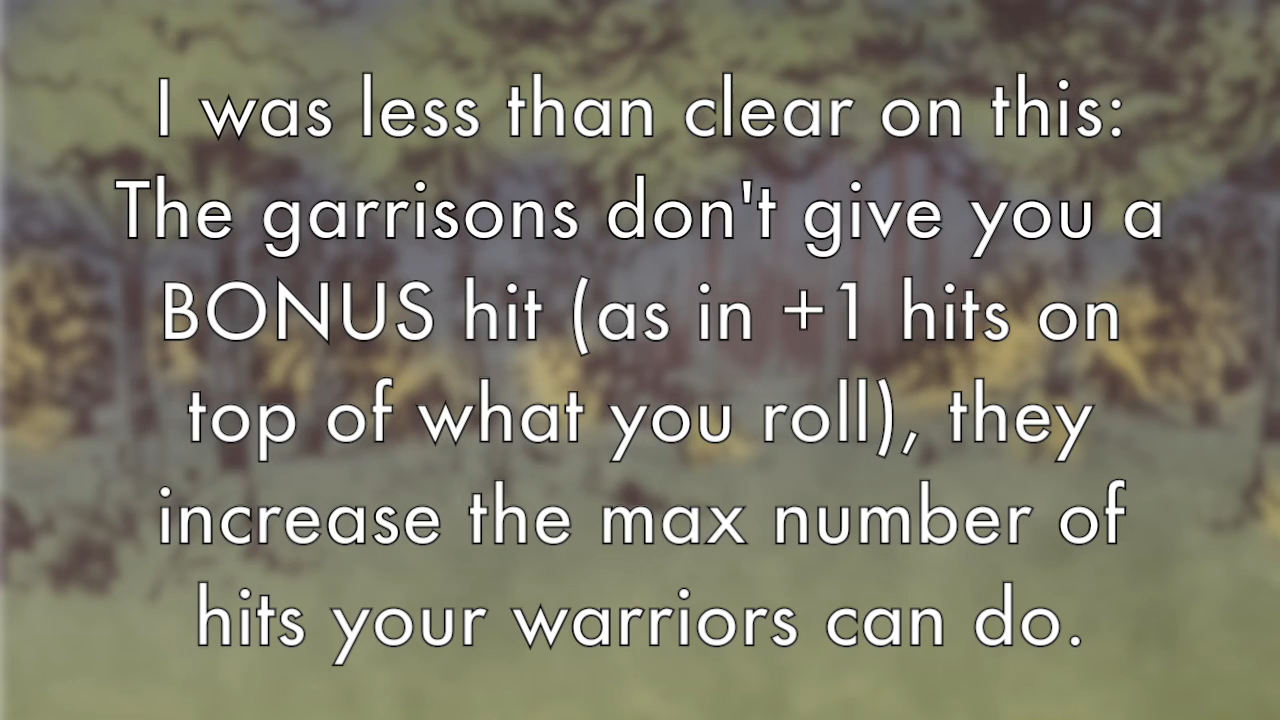 I was less than clear on this:
The garrisons don't give you a
BONUS hit (as in +1 hits on
top of what you roll), they
increase the max number of
hits your warriors can do.